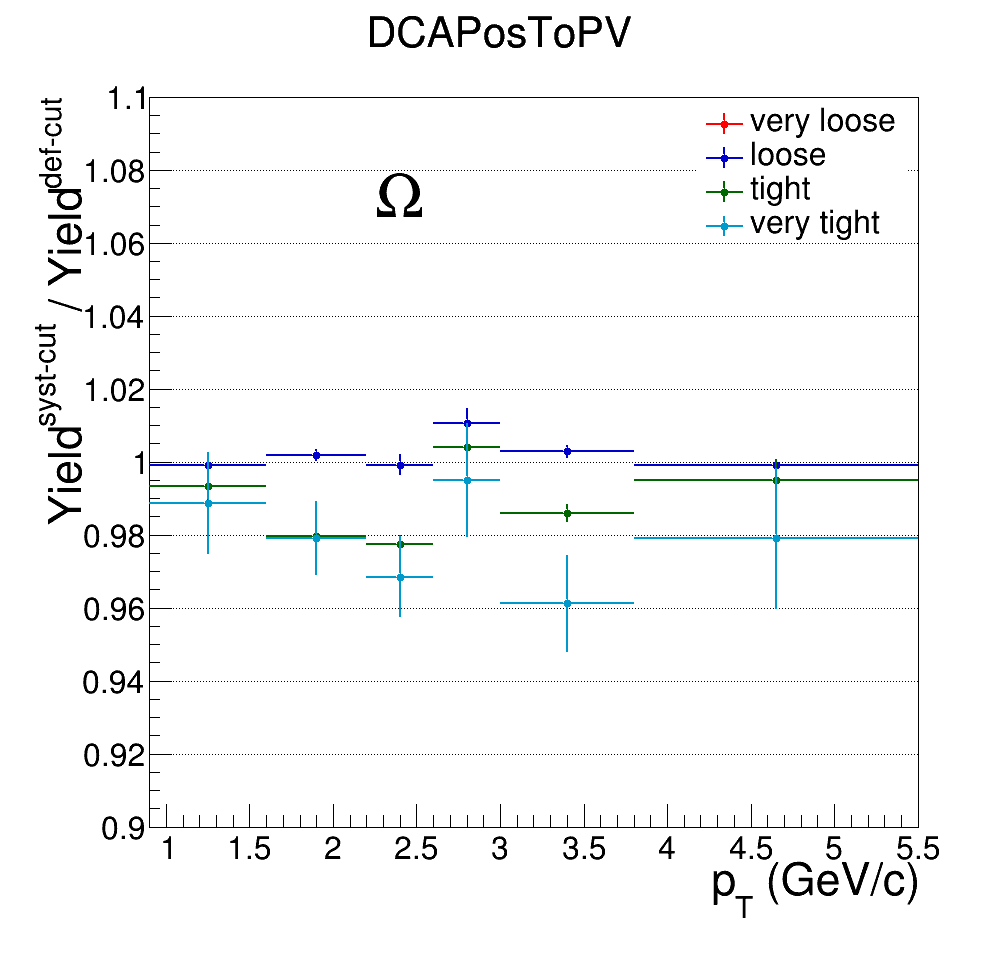 DCAPosToPV
Yield^syst-cut / Yield^def-cut
1.1
1.08
1.06
1.04
1.02
1
0.98
0.96
0.94
0.92
0.9
Ω
very loose
loose
tight
very tight
1 1.5 2 2.5 3 3.5 4 4.5 5 5.5
p_T (GeV/c)